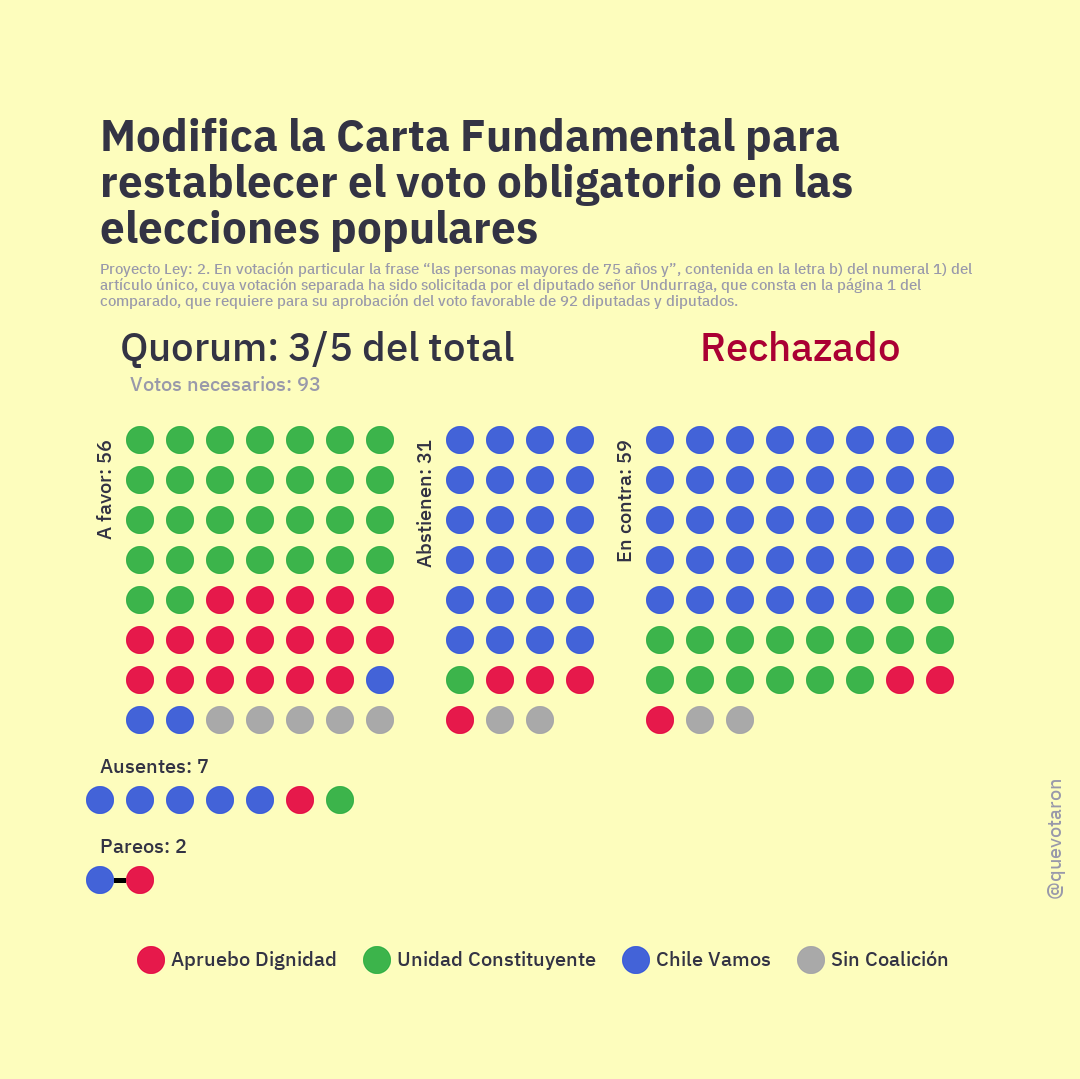 Modifica la Carta Fundamental para
restablecer el voto obligatorio en las
elecciones populares
Proyecto Ley: 2. En votación particular la frase “las personas mayores de 75 años y”, contenida en la letra b) del numeral 1) del
artículo único, cuya votación separada ha sido solicitada por el diputado señor Undurraga, que consta en la página 1 del
comparado, que requiere para su aprobación del voto favorable de 92 diputadas y diputados.
Quorum: 3/5 del total
Rechazado
Votos necesarios: 93
A favor: 56
Abstienen: 31
En contra: 59
Ausentes: 7
Pareos: 2
@quevotaron
Apruebo Dignidad
Unidad Constituyente
Chile Vamos
Sin Coalición